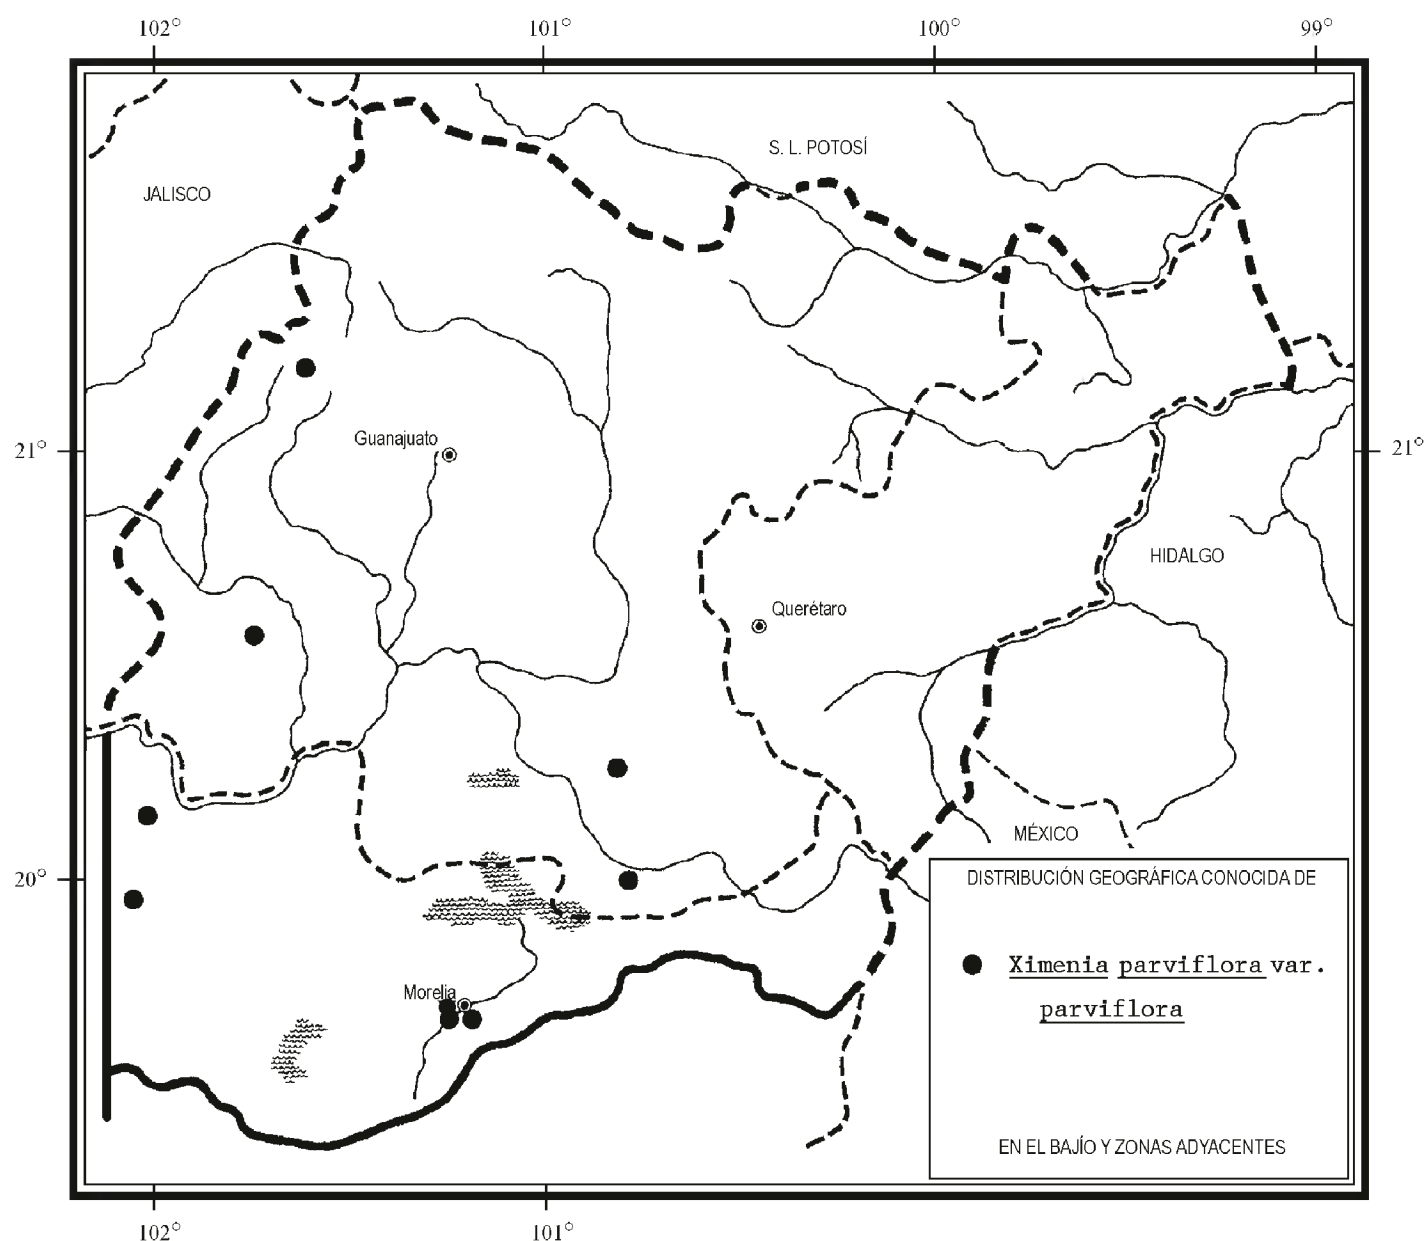 102° 101° 100° 99°
S. L. POTOSÍ
JALISCO
Guanajuato
21° 21°
HIDALGO
Querétaro
MÉXICO
20°
DISTRIBUCIÓN GEOGRÁFICA CONOCIDA DE
Ximenia parviflora var.
parviflora
Morelia
EN EL BAJÍO Y ZONAS ADYACENTES
102° 101°